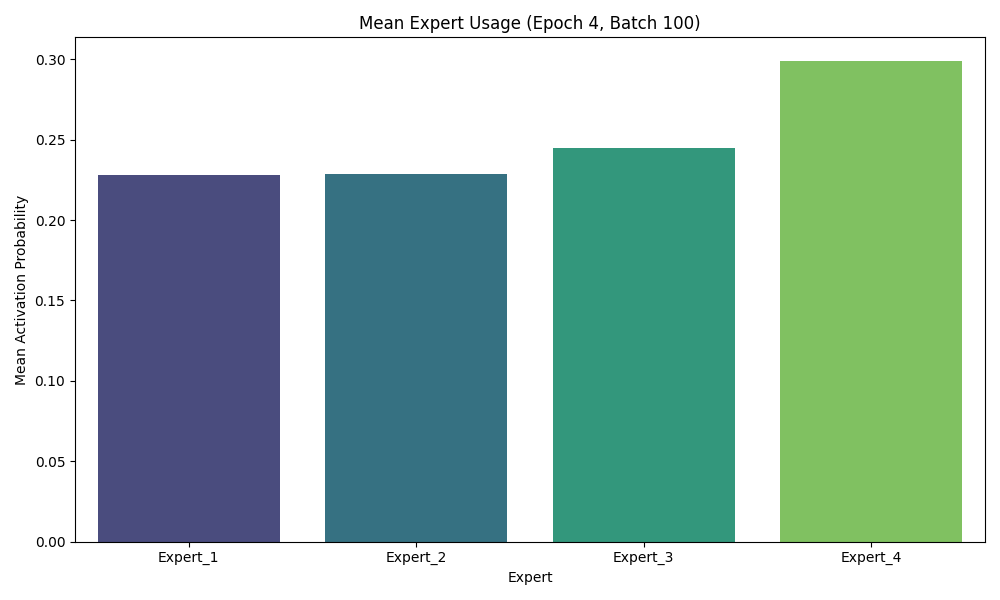 Mean Expert Usage (Epoch 4, Batch 100)
Mean Activation Probability
0.30
0.25
0.20
0.15
0.10
0.05
0.00
Expert_1 Expert_2 Expert_3 Expert_4
Expert